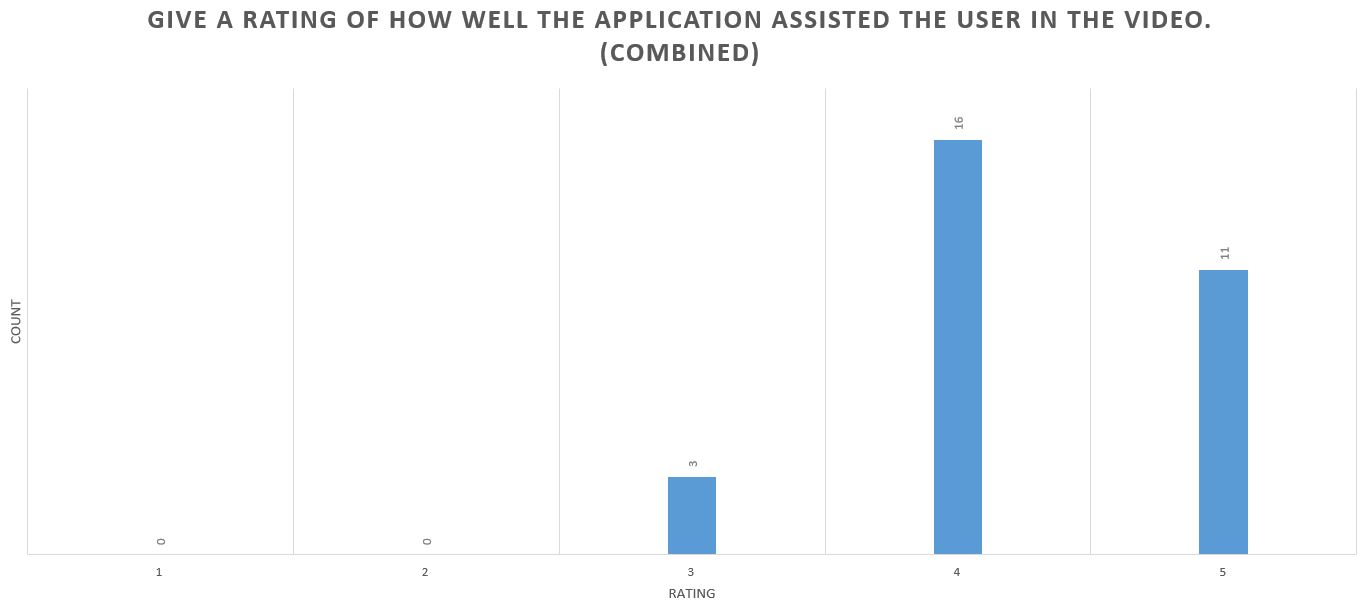 GIVE A RATING OF HOW WELL THE APPLICATION ASSISTED THE USER IN THE VIDEO.
(COMBINED)
COUNT
0
0
3
16
11
1
2
3
4
5
RATING